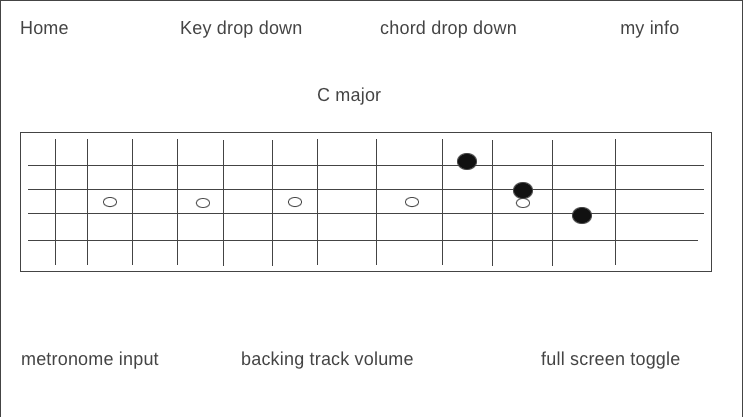 Home Key drop down chord drop down my info
C major
metronome input backing track volume full screen toggle